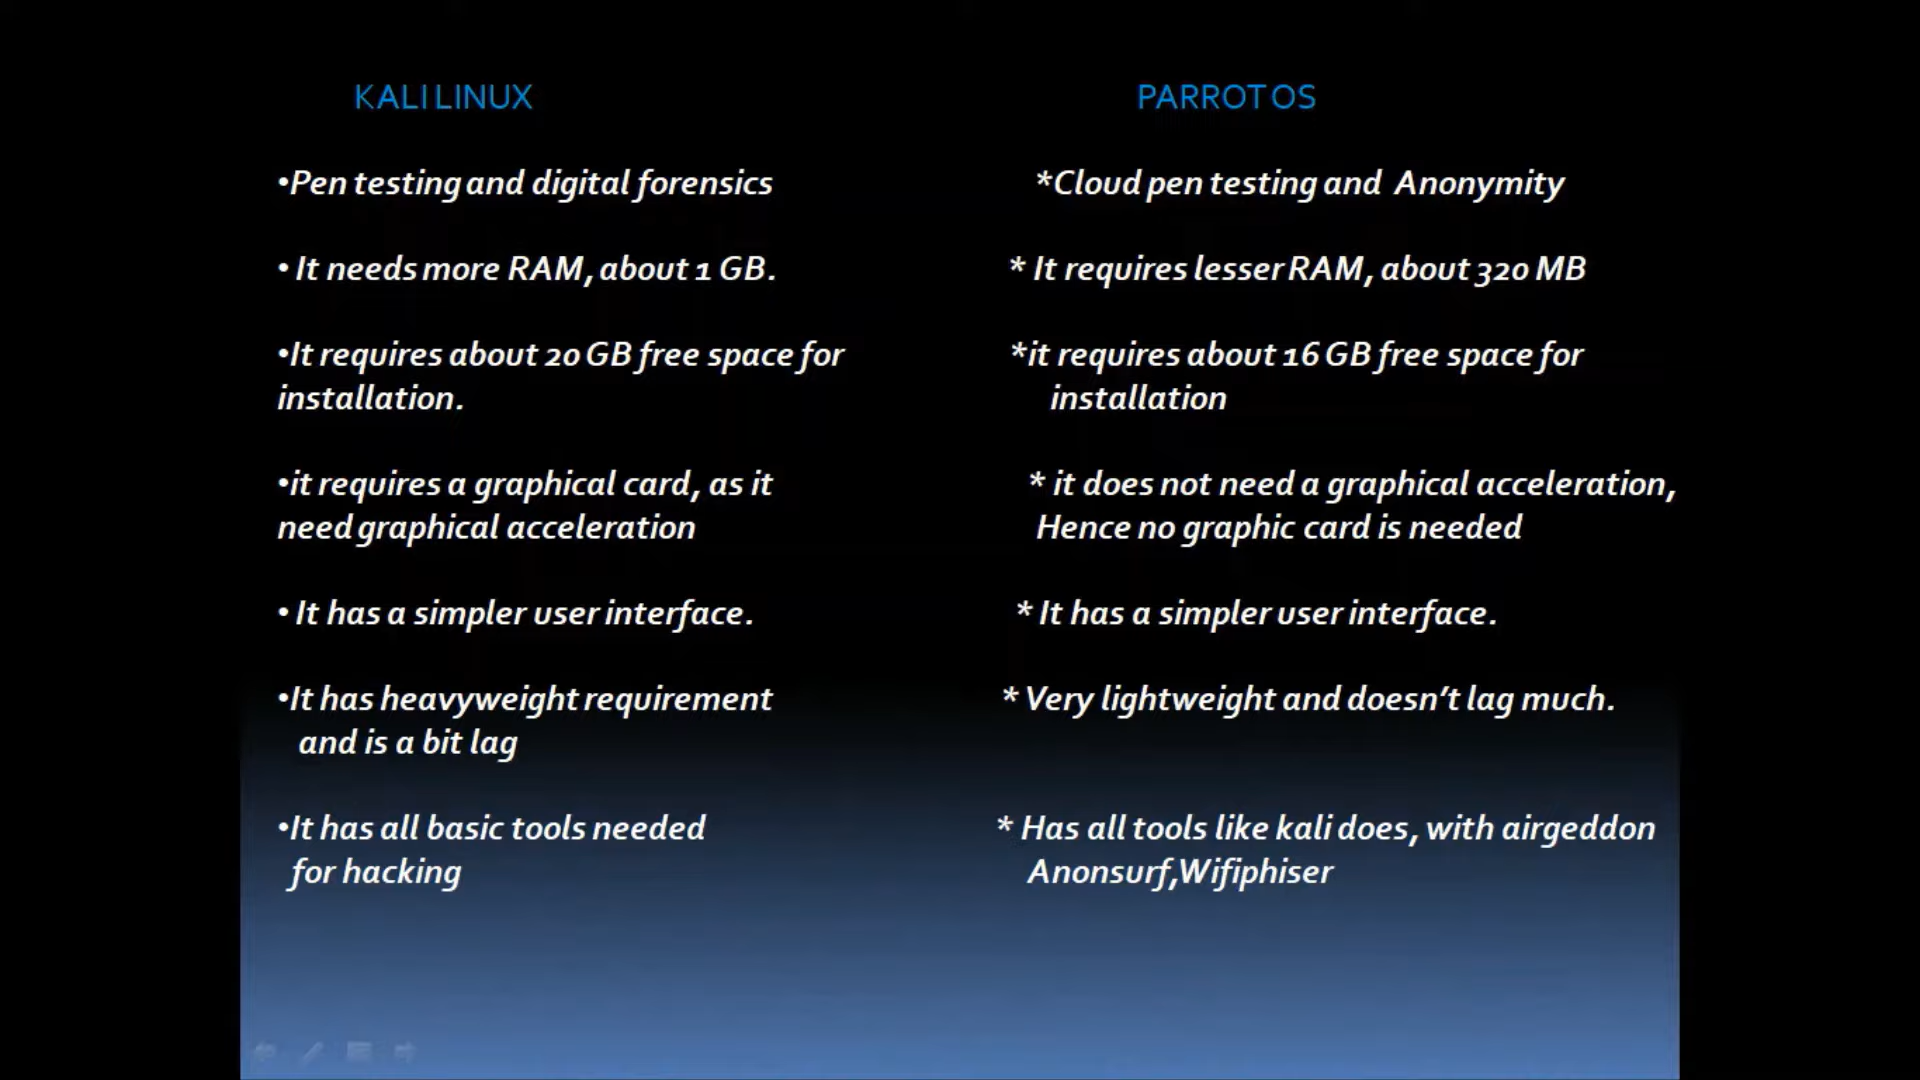 KALI LINUX
PARROT OS
•Pen testing and digital forensics
*Cloud pen testing and Anonymity
• It needs more RAM, about 1 GB.
* It requires lesser RAM, about 320 MB
•It requires about 20 GB free space for
installation.
*it requires about 16 GB free space for
installation
•it requires a graphical card, as it
need graphical acceleration
* it does not need a graphical acceleration,
Hence no graphic card is needed
• It has a simpler user interface.
* It has a simpler user interface.
•It has heavyweight requirement
and is a bit lag
* Very lightweight and doesn’t lag much.
•It has all basic tools needed
for hacking
* Has all tools like kali does, with airgeddon
Anonsurf,Wifiphiser